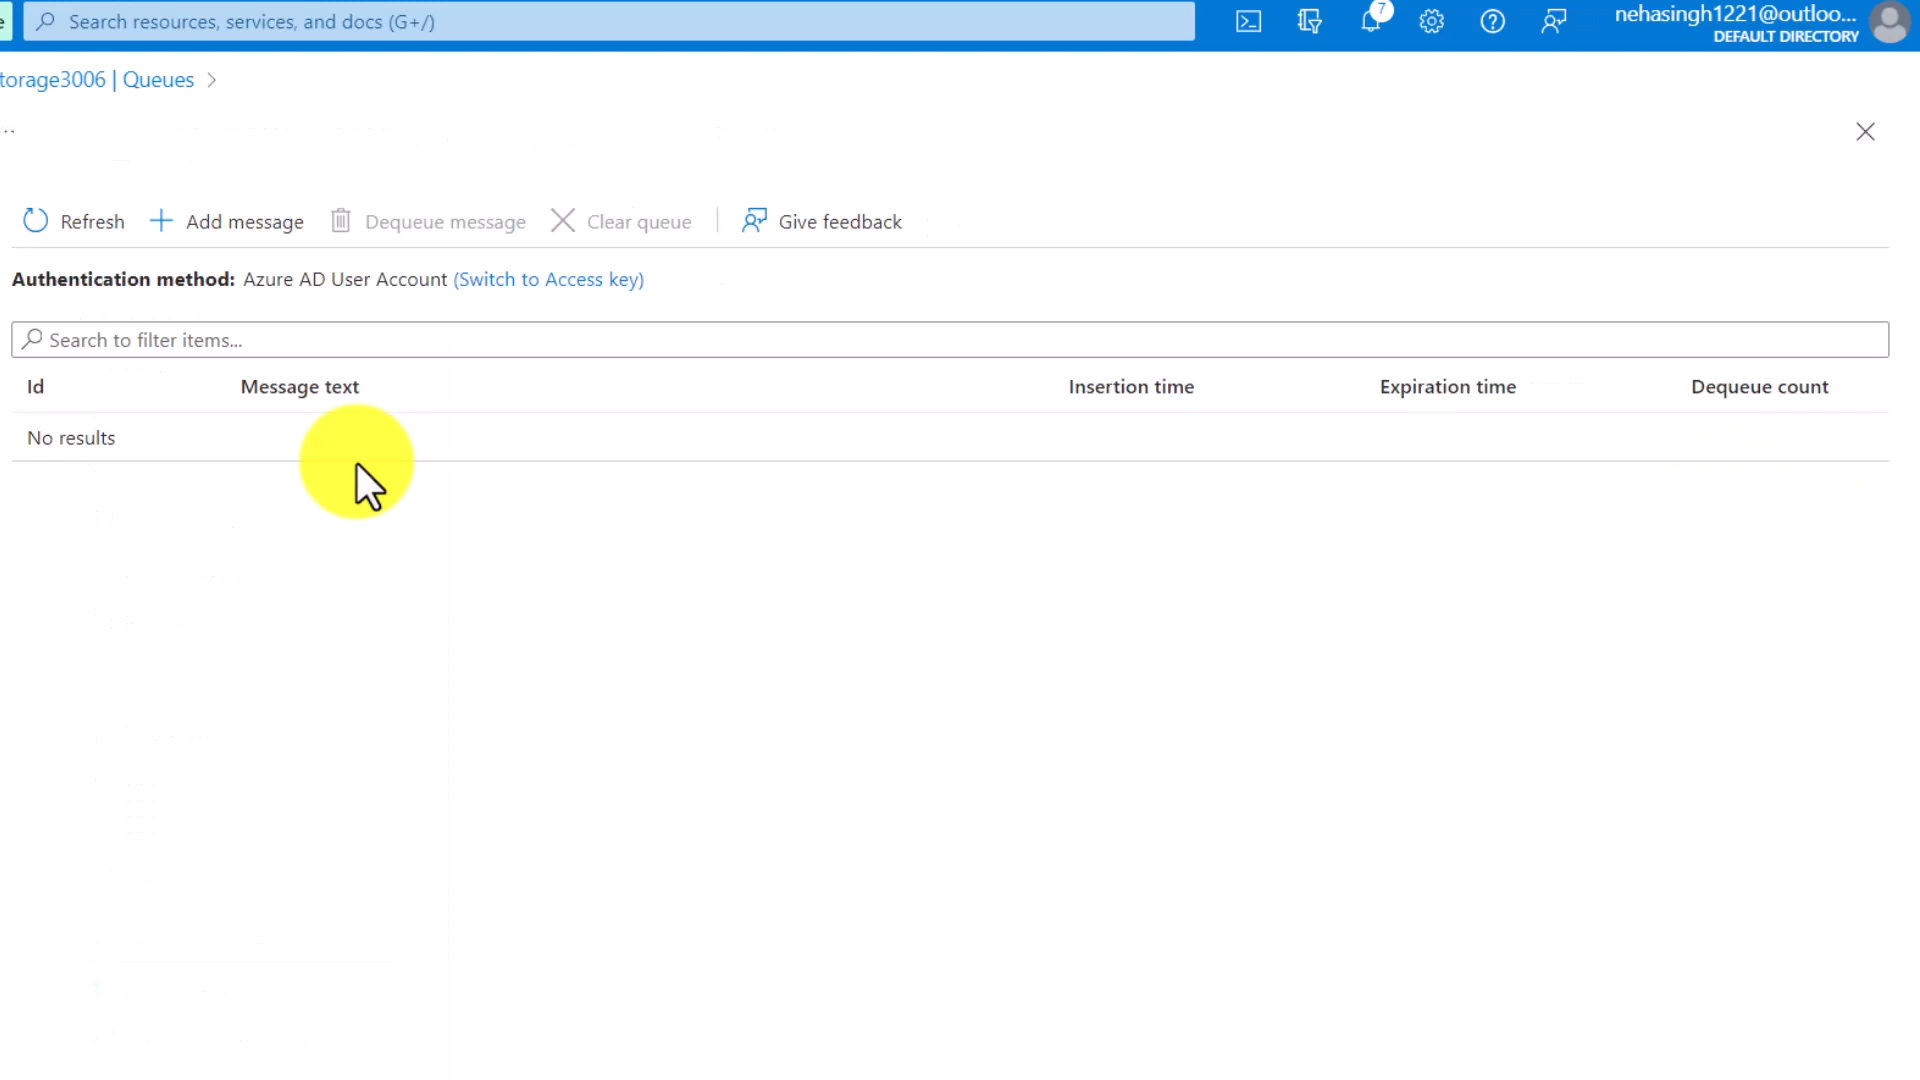 e
Search resources, services, and docs (G+/)
7
nehasingh1221@outloo...
DEFAULT DIRECTORY
torage3006 | Queues >
..
Refresh
Add message
Dequeue message
Clear queue
Give feedback
Authentication method: Azure AD User Account (Switch to Access key)
Search to filter items...
Id Message text Insertion time Expiration time Dequeue count
No results